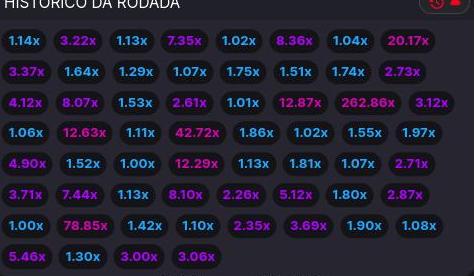 HISTÓRICO DA RODADA
1.14x 3.22x 1.13x 7.35x 1.02x 8.36x 1.04x 20.17x
3.37x 1.64x 1.29x 1.07x 1.75x 1.51x 1.74x 2.73x
4.12x 8.07x 1.53x 2.61x 1.01x 12.87x 262.86x 3.12x
1.06x 12.63x 1.11x 42.72x 1.86x 1.02x 1.55x 1.97x
4.90x 1.52x 1.00x 12.29x 1.13x 1.81x 1.07x 2.71x
3.71x 7.44x 1.13x 8.10x 2.26x 5.12x 1.80x 2.87x
1.00x 78.85x 1.42x 1.10x 2.35x 3.69x 1.90x 1.08x
5.46x 1.30x 3.00x 3.06x